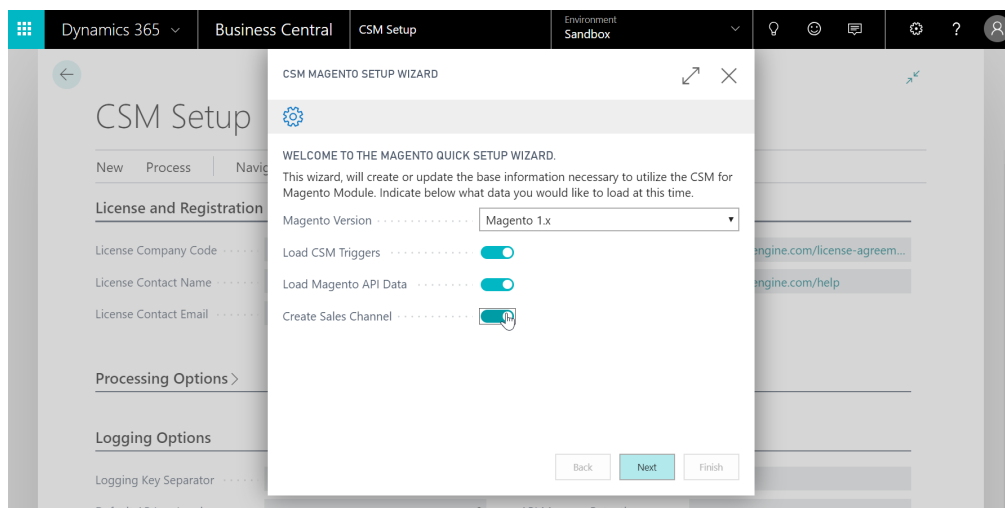 Dynamics 365 Business Central CSM Setup Environment Sandbox ?
CSM MAGENTO SETUP WIZARD
CSM Setup
New Process Navig
WELCOME TO THE MAGENTO QUICK SETUP WIZARD.
This wizard, will create or update the base information necessary to utilize the CSM for
Magento Module. Indicate below what data you would like to load at this time.
License and Registration
Magento Version Magento 1.x
License Company Code
Load CSM Triggers
engine.com/license-agreem...
License Contact Name
Load Magento API Data
engine.com/help
License Contact Email
Create Sales Channel
Processing Options
Logging Options
Back Next Finish
Logging Key Separator